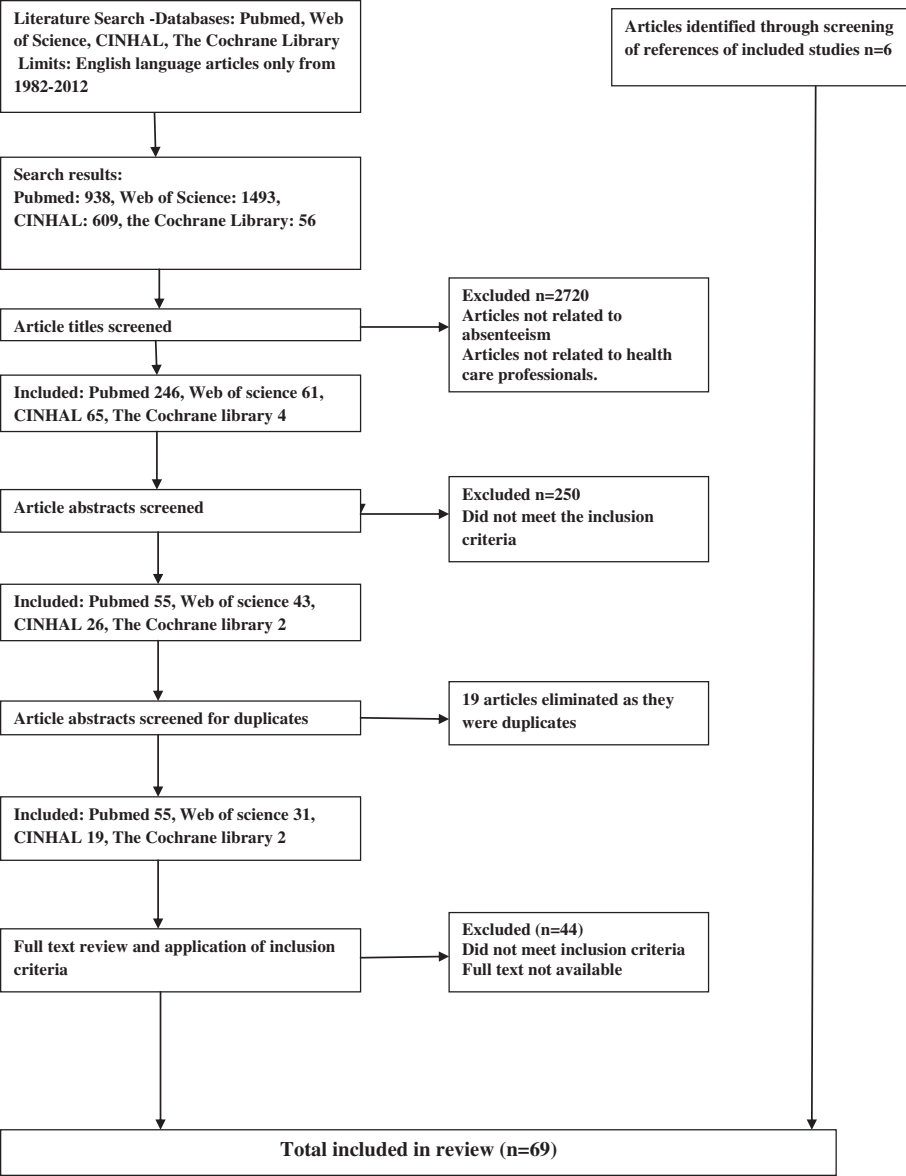 Literature Search -Databases: Pubmed, Web
of Science, CINHAL, The Cochrane Library
Limits: English language articles only from
1982-2012
Articles identified through screening
of references of included studies n=6
Search results:
Pubmed: 938, Web of Science: 1493,
CINHAL: 609, the Cochrane Library: 56
Article titles screened
Excluded n=2720
Articles not related to
absenteeism
Articles not related to health
care professionals.
Included: Pubmed 246, Web of science 61,
CINHAL 65, The Cochrane library 4
Article abstracts screened
Excluded n=250
Did not meet the inclusion
criteria
Included: Pubmed 55, Web of science 43,
CINHAL 26, The Cochrane library 2
Article abstracts screened for duplicates
19 articles eliminated as they
were duplicates
Included: Pubmed 55, Web of science 31,
CINHAL 19, The Cochrane library 2
Full text review and application of inclusion
criteria
Excluded (n=44)
Did not meet inclusion criteria
Full text not available
Total included in review (n=69)